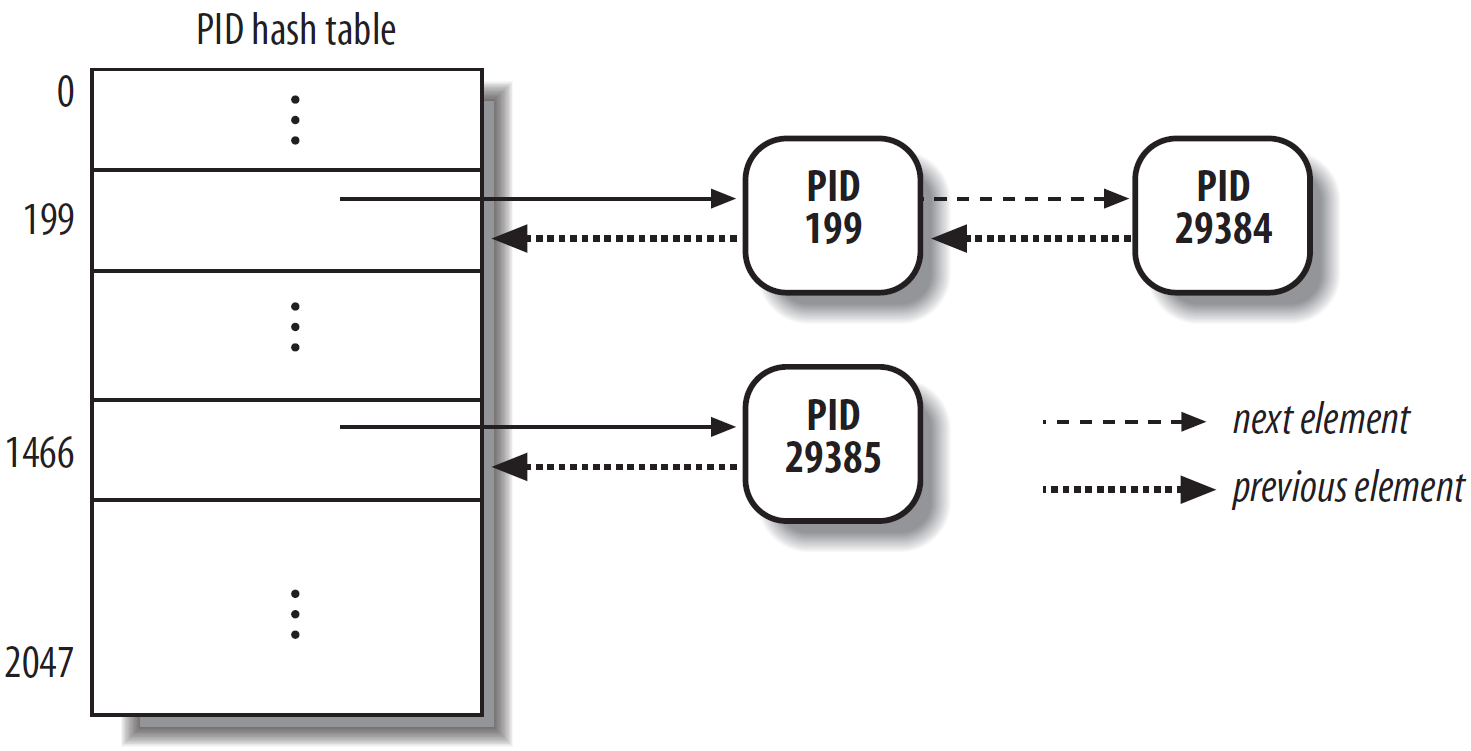 PID hash table
0
199
1466
2047
PID
199
PID
29384
PID
29385
next element
previous element